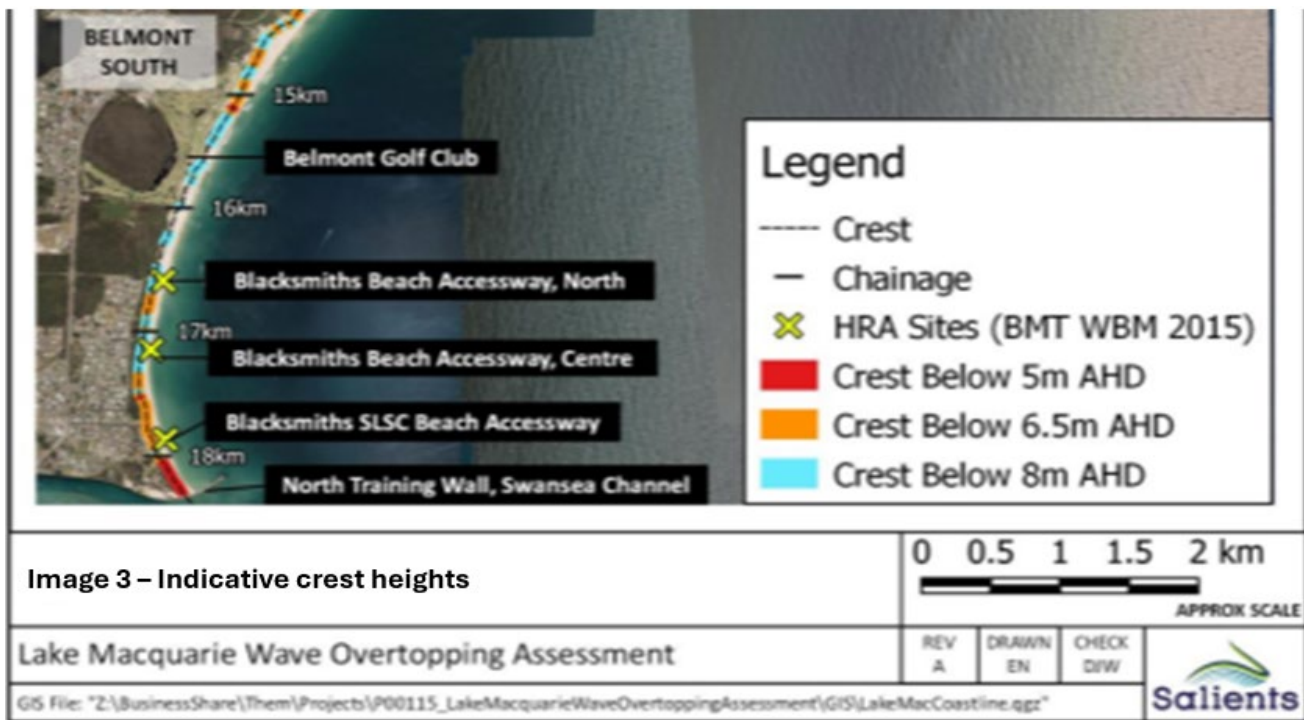 BELMONT
SOUTH
15km
Belmont Golf Club
16km
Blacksmiths Beach Accessway, North
17km
Blacksmiths Beach Accessway, Centre
Blacksmiths SLSC Beach Accessway
18km
North Training Wall, Swansea Channel
Legend
Crest
Chainage
HRA Sites (BMT WBM 2015)
Crest Below 5m AHD
Crest Below 6.5m AHD
Crest Below 8m AHD
Image 3 – Indicative crest heights
0 0.5 1 1.5 2 km
APPROX SCALE
Lake Macquarie Wave Overtopping Assessment
REV
A
DRAWN
EN
CHECK
DJW
Salients
GIS File: "Z:\BusinessShare\Them\Projects\P00115_LakeMacquarieWaveOvertoppingAssessment\GIS\LakeMacCoastline.qgz"